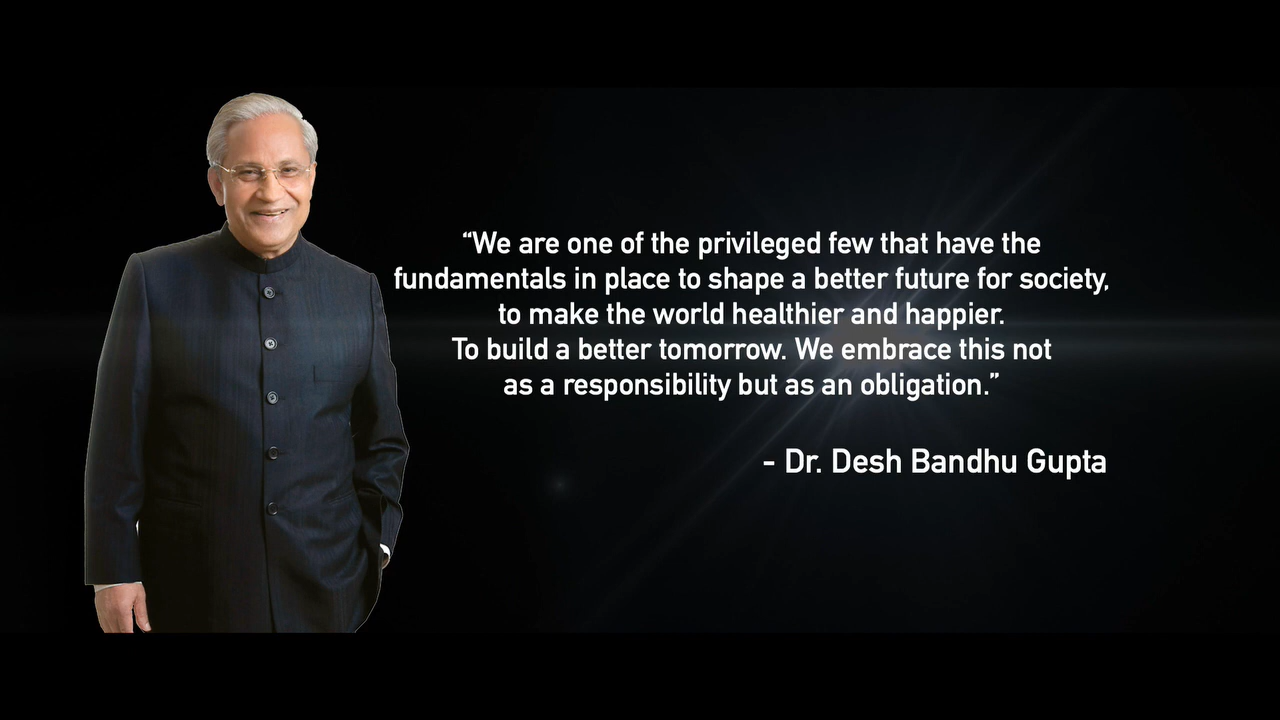 “We are one of the privileged few that have the
fundamentals in place to shape a better future for society,
to make the world healthier and happier.
To build a better tomorrow. We embrace this not
as a responsibility but as an obligation.”
- Dr. Desh Bandhu Gupta